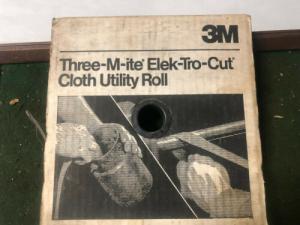 3M
Three-M-ite® Elek-Tro-Cut®
Cloth Utility Roll